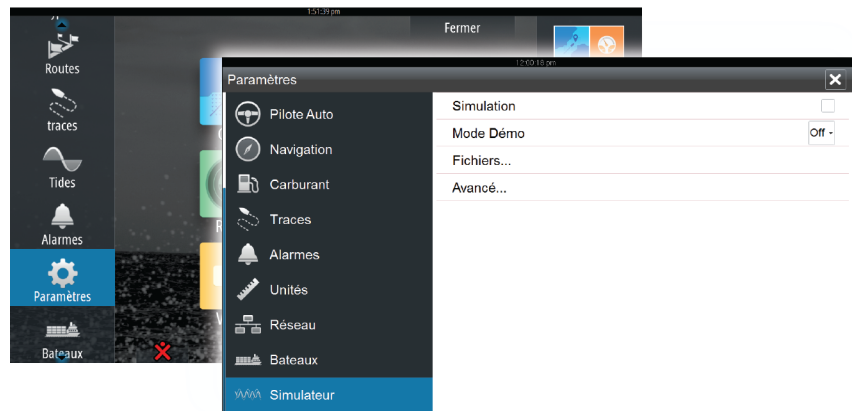 1:51:39 pm
Fermer
Routes
traces
Tides
Alarmes
Paramètres
Bateaux
12:00:18 pm
Paramètres
Pilote Auto
Navigation
Carburant
Traces
Alarmes
Unités
Réseau
Bateaux
Simulateur
Simulation
Mode Démo Off
Fichiers...
Avancé...